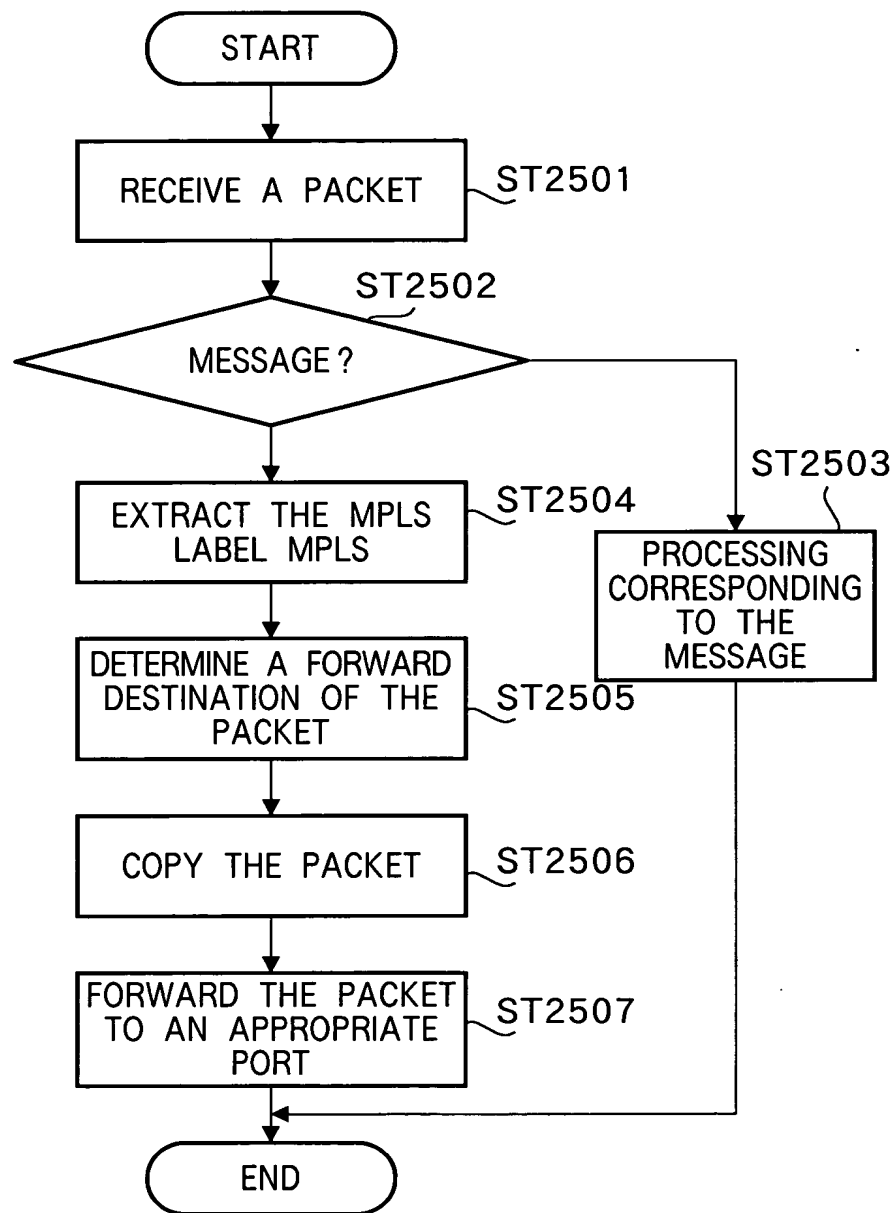 START
RECEIVE A PACKET
ST2501
ST2502
MESSAGE?
ST2503
PROCESSING
CORRESPONDING
TO THE
MESSAGE
EXTRACT THE MPLS
LABEL MPLS
ST2504
DETERMINE A FORWARD
DESTINATION OF THE
PACKET
ST2505
COPY THE PACKET
ST2506
FORWARD THE PACKET
TO AN APPROPRIATE
PORT
ST2507
END